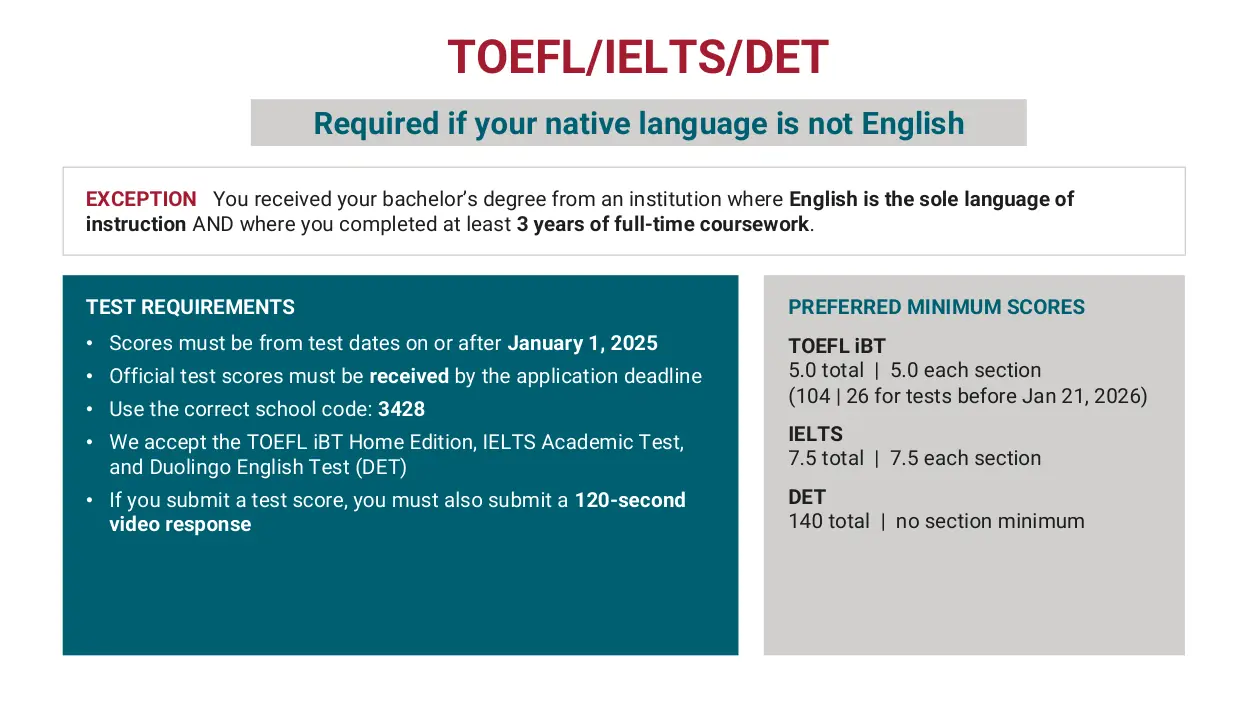 TOEFL/IELTS/DET
Required if your native language is not English
EXCEPTION You received your bachelor’s degree from an institution where English is the sole language of
instruction AND where you completed at least 3 years of full-time coursework.
TEST REQUIREMENTS
• Scores must be from test dates on or after January 1, 2025
• Official test scores must be received by the application deadline
• Use the correct school code: 3428
• We accept the TOEFL iBT Home Edition, IELTS Academic Test,
and Duolingo English Test (DET)
• If you submit a test score, you must also submit a 120-second
video response
PREFERRED MINIMUM SCORES
TOEFL iBT
5.0 total | 5.0 each section
(104 | 26 for tests before Jan 21, 2026)
IELTS
7.5 total | 7.5 each section
DET
140 total | no section minimum